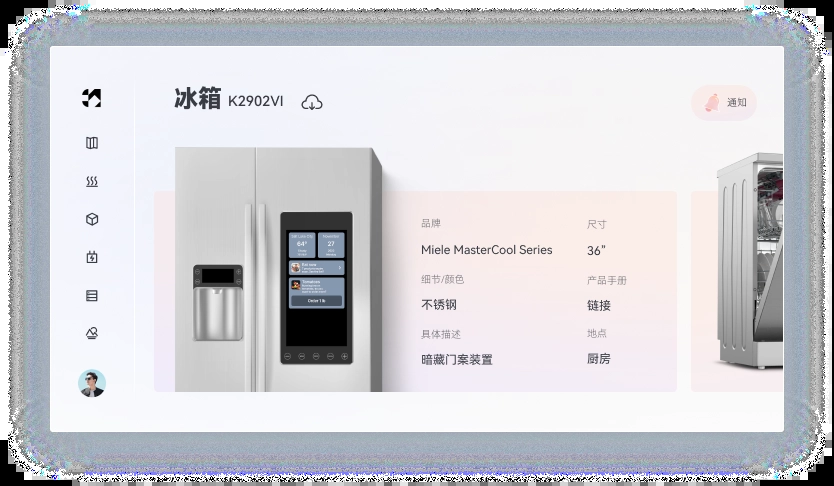 冰箱 K2902VI
通知
品牌
尺寸
Miele MasterCool Series
36"
细节/颜色
产品手册
不锈钢
链接
具体描述
地点
暗藏门案装置
厨房
64°
27
Order 1 lb